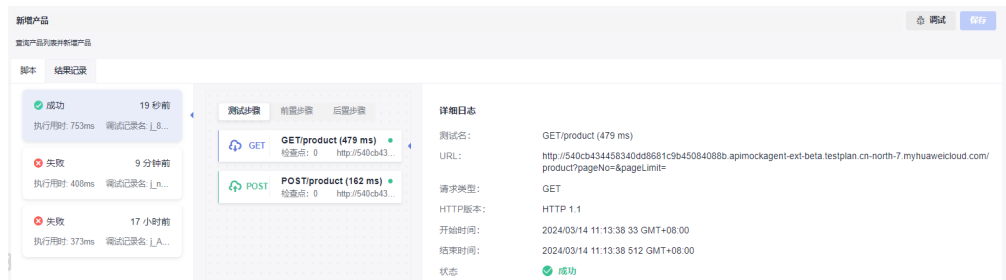 新增产品
调试
保存
查询产品列表并新增产品
脚本 结果记录
成功 19 秒前
执行用时: 753ms 调试记录名: j_8...
失败 9 分钟前
执行用时: 408ms 调试记录名: j_n...
失败 17 小时前
执行用时: 373ms 调试记录名: j_A...
测试步骤 前置步骤 后置步骤
GET GET/product (479 ms)
检查点: 0 http://540cb43...
POST POST/product (162 ms)
检查点: 0 http://540cb43...
详细日志
测试名: GET/product (479 ms)
URL: http://540cb434458340dd8681c9b45084088b.apimockagent-ext-beta.testplan.cn-north-7.myhuaweicloud.com/
product?pageNo=&pageLimit=
请求类型: GET
HTTP版本: HTTP 1.1
开始时间: 2024/03/14 11:13:38 33 GMT+08:00
结束时间: 2024/03/14 11:13:38 512 GMT+08:00
状态 成功